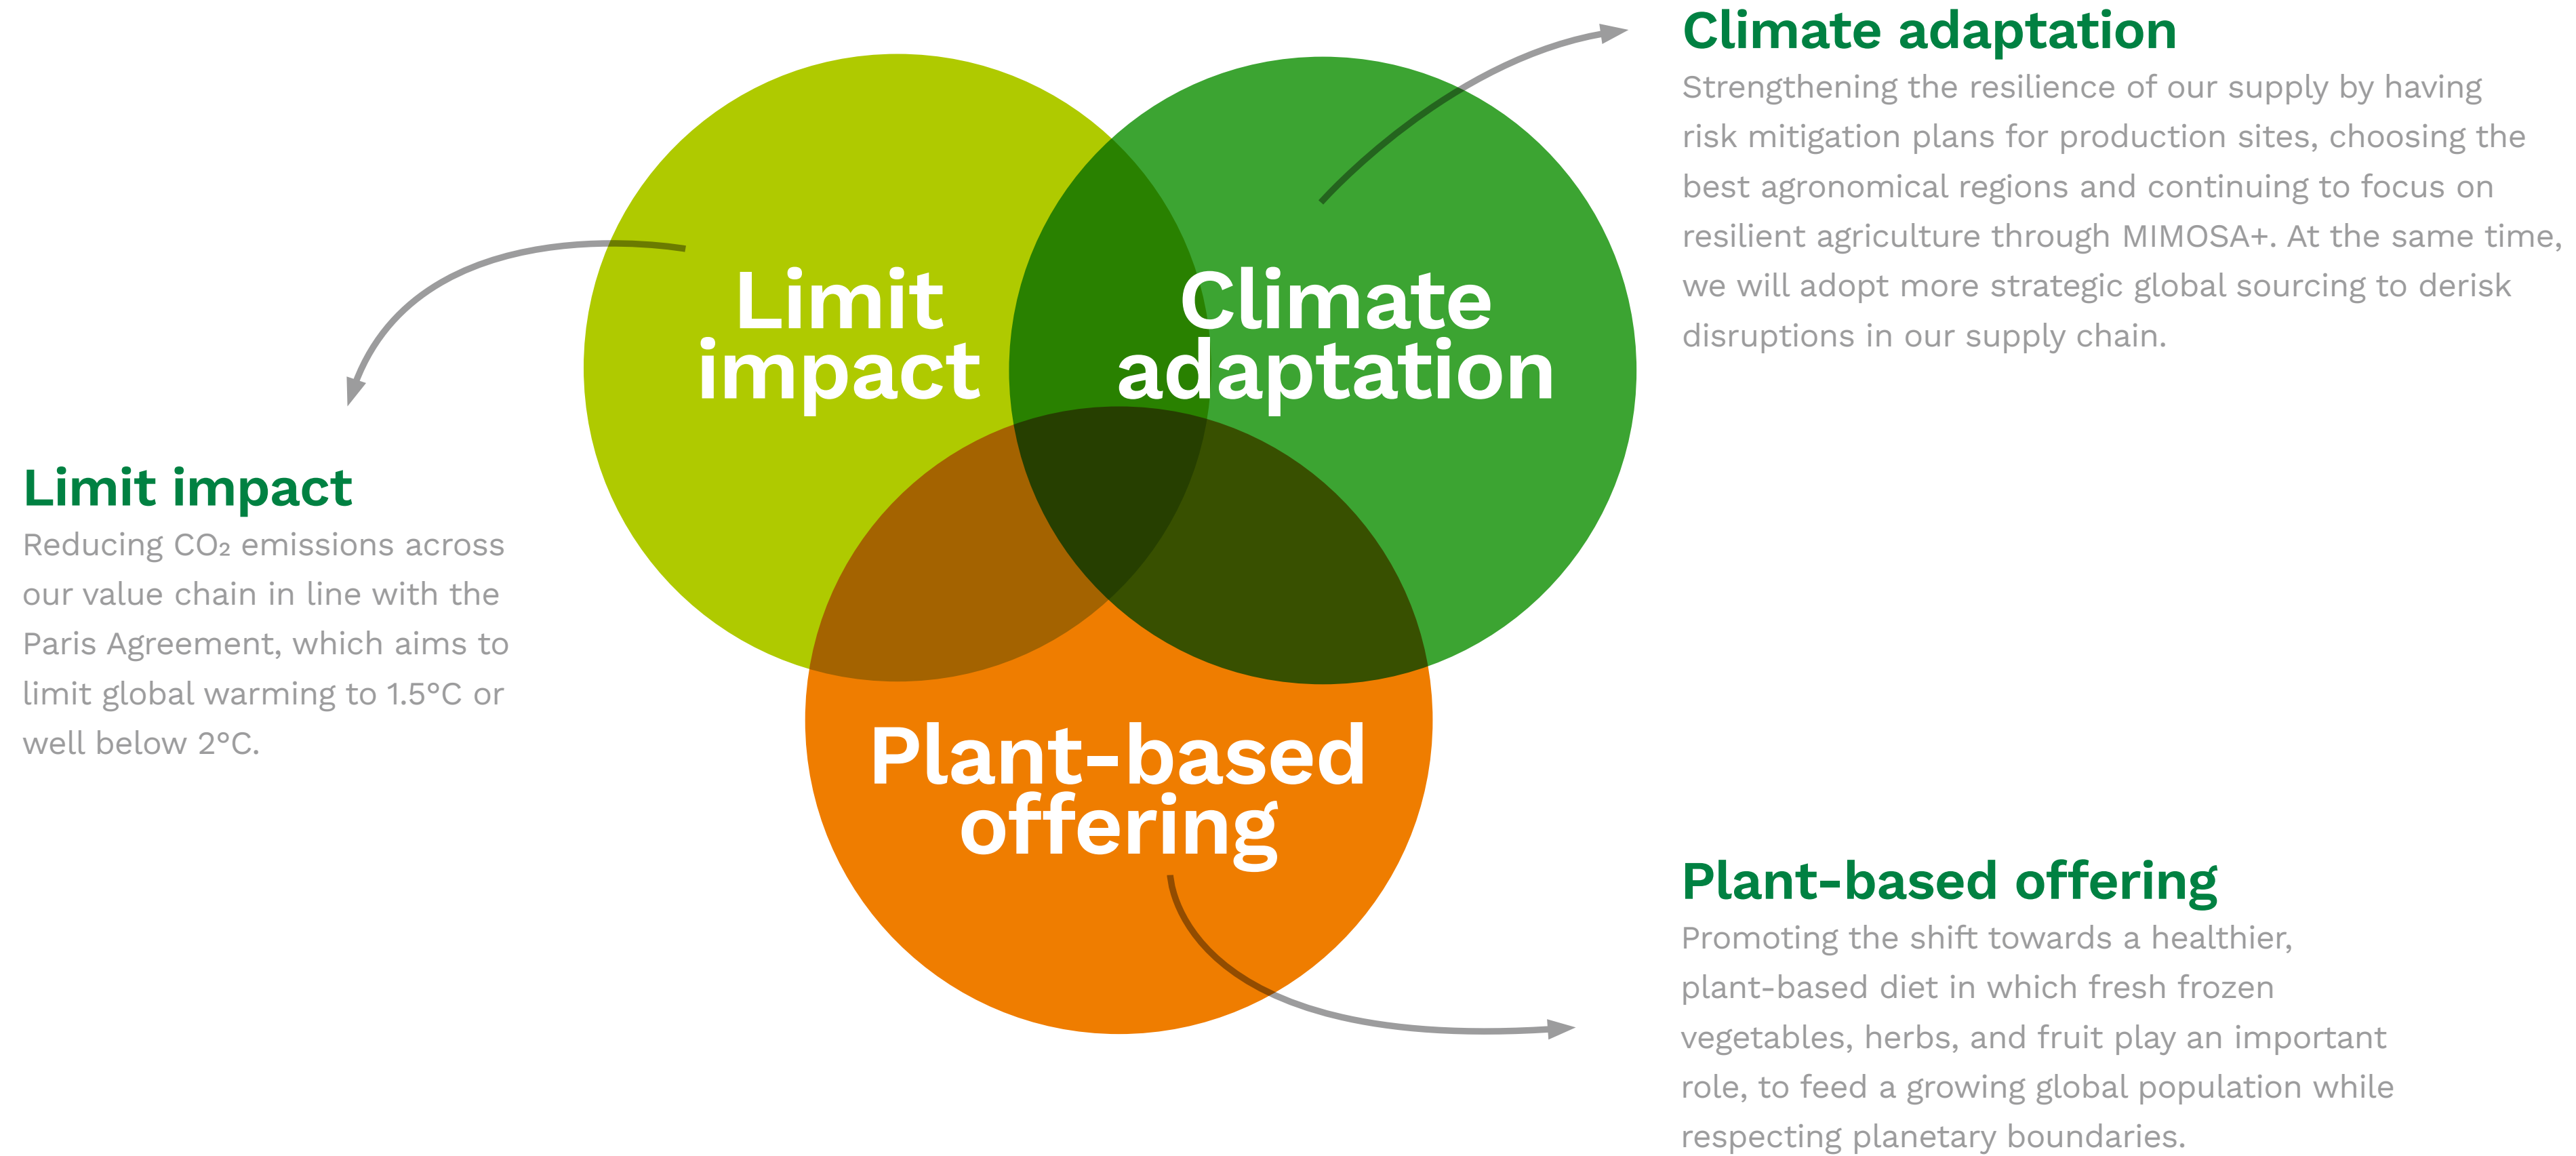 Limit
impact
Climate
adaptation
Plant-based
offering
Climate adaptation
Strengthening the resilience of our supply by having
risk mitigation plans for production sites, choosing the
best agronomical regions and continuing to focus on
resilient agriculture through MIMOSA+. At the same time,
we will adopt more strategic global sourcing to derisk
disruptions in our supply chain.
Limit impact
Reducing CO₂ emissions across
our value chain in line with the
Paris Agreement, which aims to
limit global warming to 1.5°C or
well below 2°C.
Plant-based offering
Promoting the shift towards a healthier,
plant-based diet in which fresh frozen
vegetables, herbs, and fruit play an important
role, to feed a growing global population while
respecting planetary boundaries.